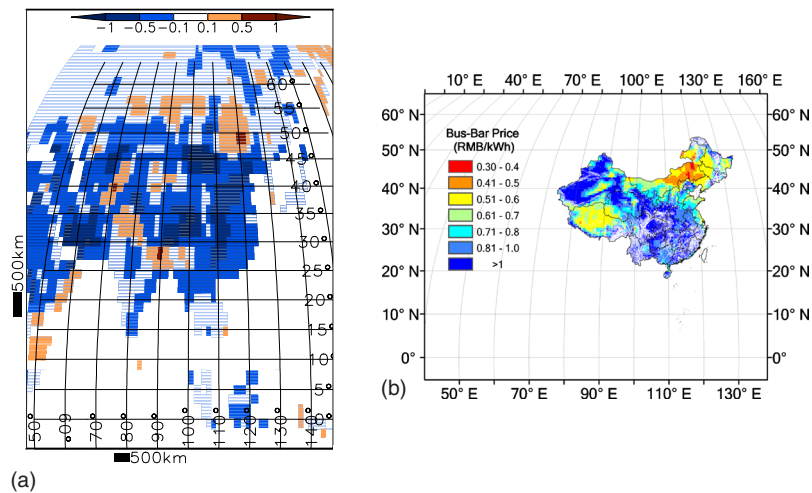 −1 −0.5 −0.1 0.1 0.5 1
60°
55°
50°
45°
40°
35°
30°
25°
20°
15°
10°
5°
0°
50° 60° 70° 80° 90° 100° 110° 120° 130° 140°
500km
500km
(a)
10° E 40° E 70° E 100° E 130° E 160° E
60° N 60° N
50° N 50° N
40° N 40° N
30° N 30° N
20° N 20° N
10° N 10° N
0° 0°
50° E 70° E 90° E 110° E 130° E
Bus-Bar Price
(RMB/kWh)
0.30 - 0.4
0.41 - 0.5
0.51 - 0.6
0.61 - 0.7
0.71 - 0.8
0.81 - 1.0
>1
(b)